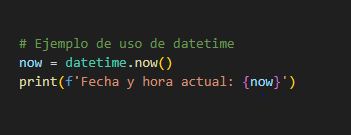 # Ejemplo de uso de datetime
now = datetime.now()
print(f'Fecha y hora actual: {now}')